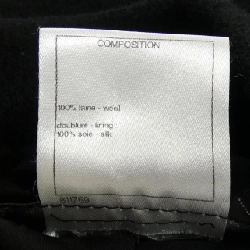 COMPOSITION
100% laine - wool
doublure - lining
100% soie - silk